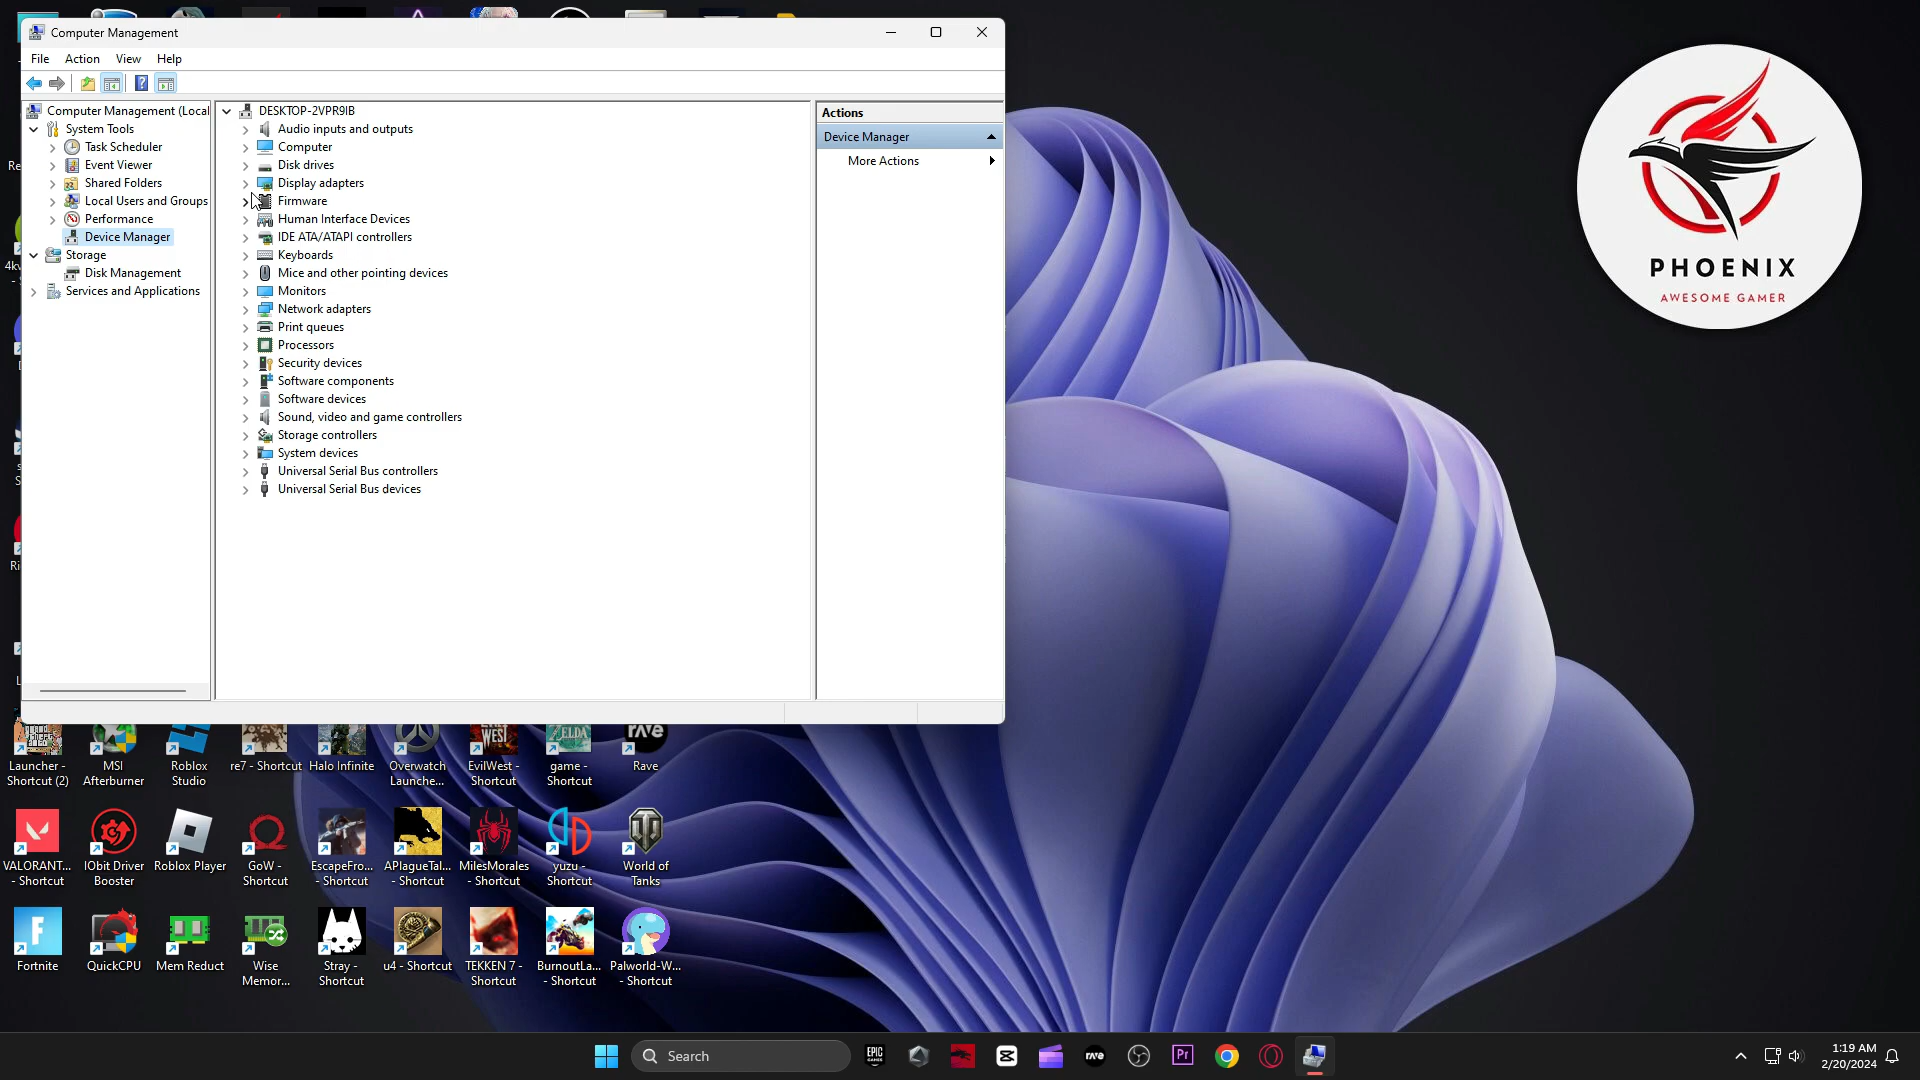 Computer Management
File Action View Help
Computer Management (Local
System Tools
Task Scheduler
Event Viewer
Shared Folders
Local Users and Groups
Performance
Device Manager
Storage
Disk Management
Services and Applications
DESKTOP-2VPR9IB
Audio inputs and outputs
Computer
Disk drives
Display adapters
Firmware
Human Interface Devices
IDE ATA/ATAPI controllers
Keyboards
Mice and other pointing devices
Monitors
Network adapters
Print queues
Processors
Security devices
Software components
Software devices
Sound, video and game controllers
Storage controllers
System devices
Universal Serial Bus controllers
Universal Serial Bus devices
Actions
Device Manager
More Actions
PHOENIX
AWESOME GAMER
Launcher - Shortcut (2)
MSI Afterburner
Roblox Studio
re7 - Shortcut
Halo Infinite
Overwatch Launche...
EvilWest - Shortcut
game - Shortcut
Rave
VALORANT... - Shortcut
IObit Driver Booster
Roblox Player
GoW - Shortcut
EscapeFro... - Shortcut
APlagueTal... - Shortcut
MilesMorales - Shortcut
yuzu - Shortcut
World of Tanks
Fortnite
QuickCPU
Mem Reduct
Wise Memor...
Stray - Shortcut
u4 - Shortcut
TEKKEN 7 - Shortcut
BurnoutLa... - Shortcut
Palworld-W... - Shortcut
Search
1:19 AM
2/20/2024